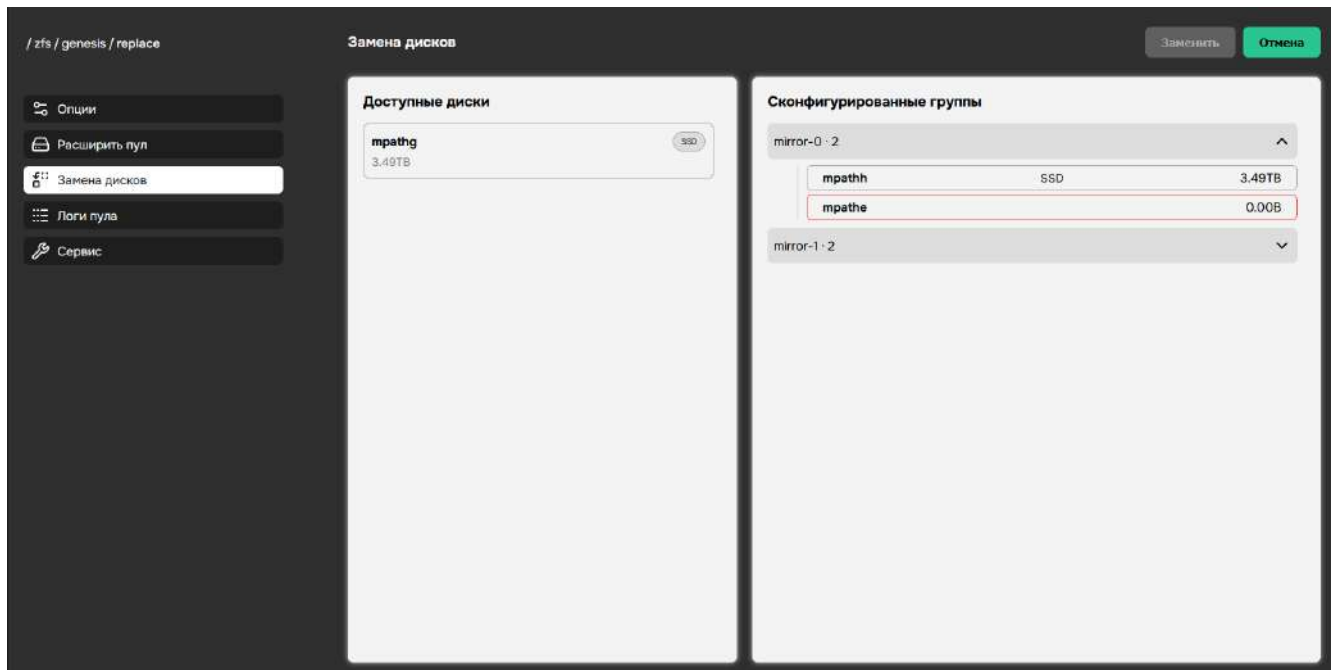 / zfs / genesis / replace
Замена дисков
Заменить
Отмена
Опции
Расширить пул
Замена дисков
Логи пула
Сервис
Доступные диски
mpathg
SSD
3.49TB
Сконфигурированные группы
mirror-0 · 2
mpathh SSD 3.49TB
mpathe 0.00B
mirror-1 · 2